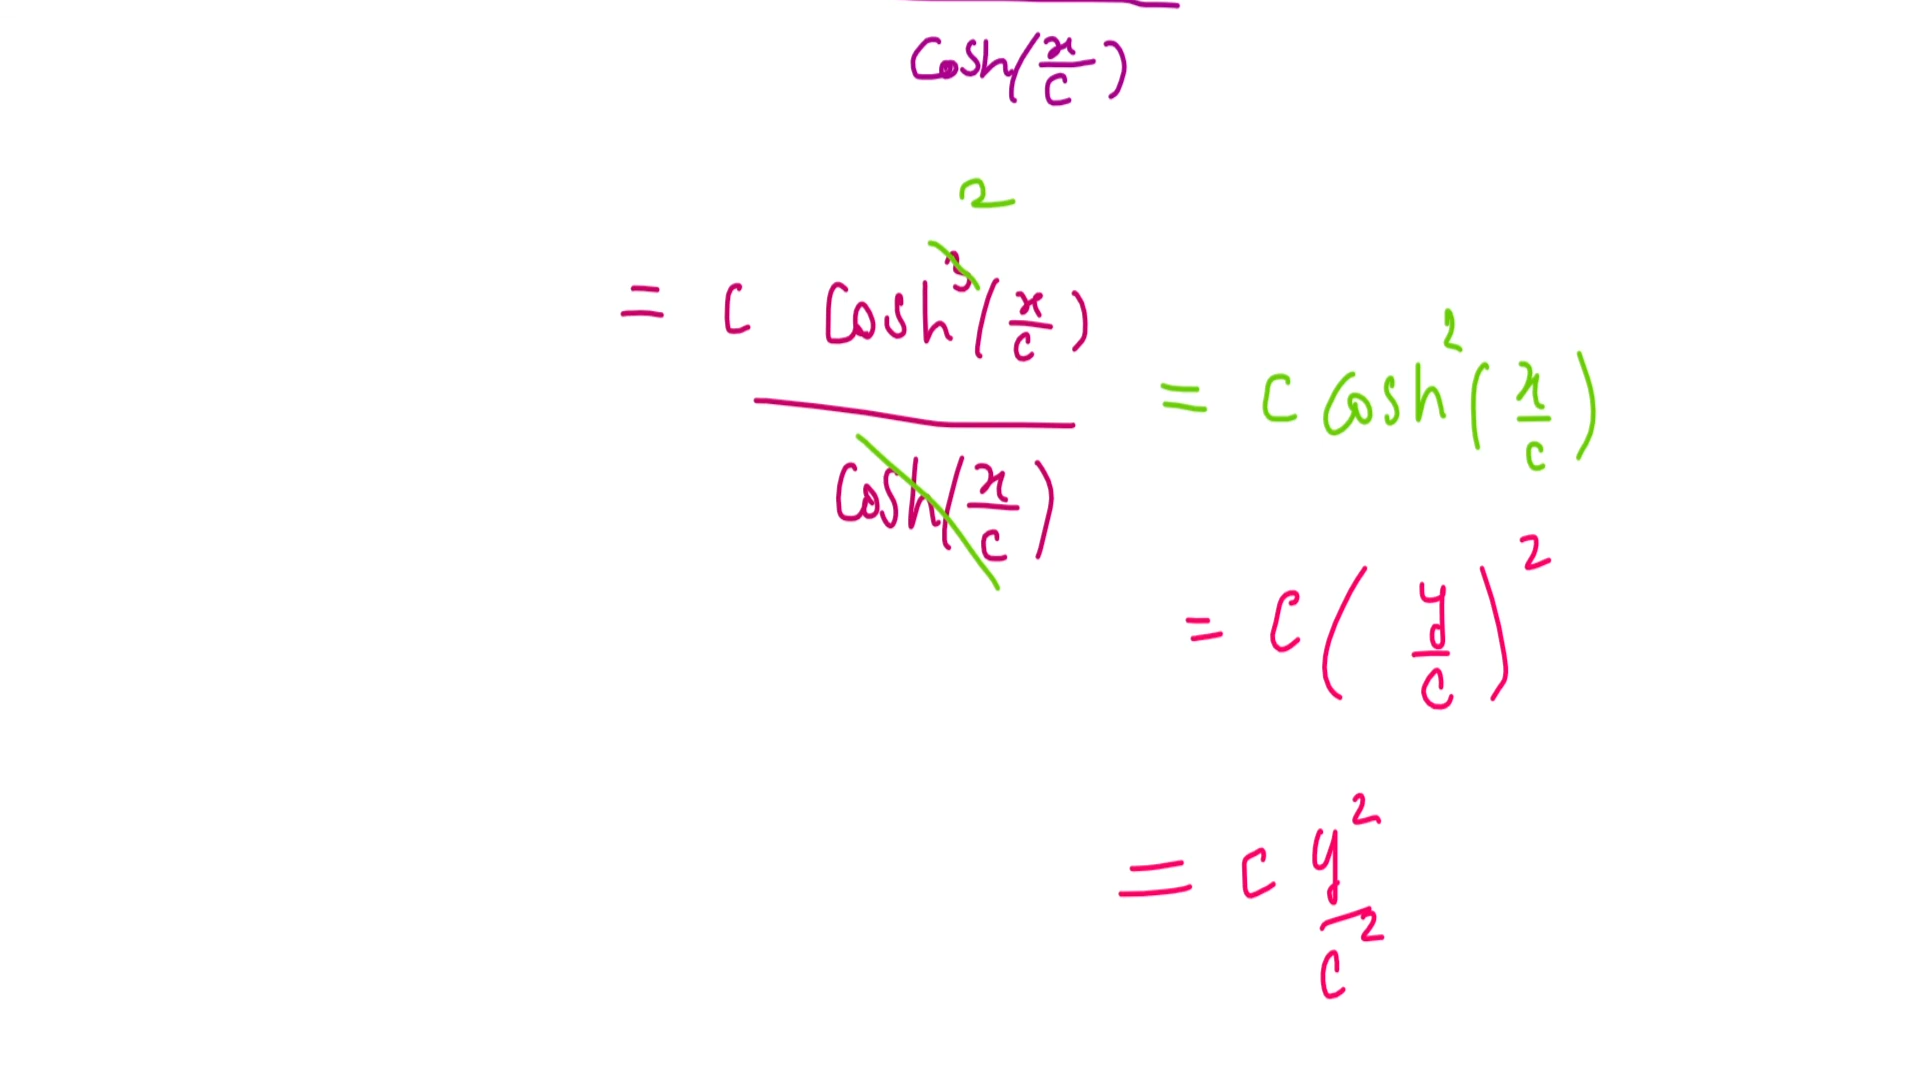 Cosh(x/c)
= c Cosh³(x/c) 2
Cosh(x/c)
= c Cosh²(x/c)
= c(y/c)²
= c y²/c²